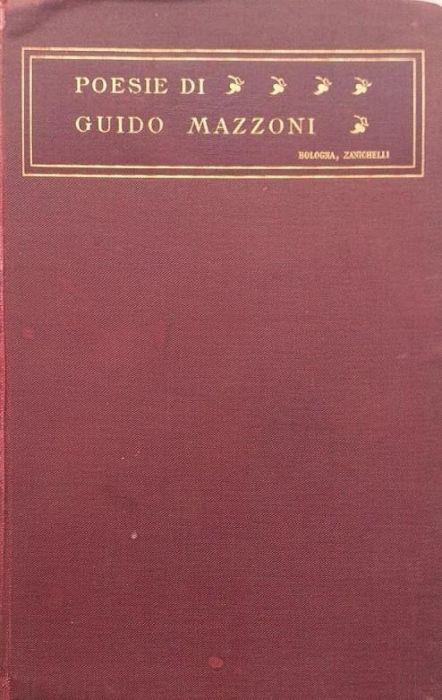 POESIE DI
GUIDO MAZZONI
BOLOGNA, ZANICHELLI